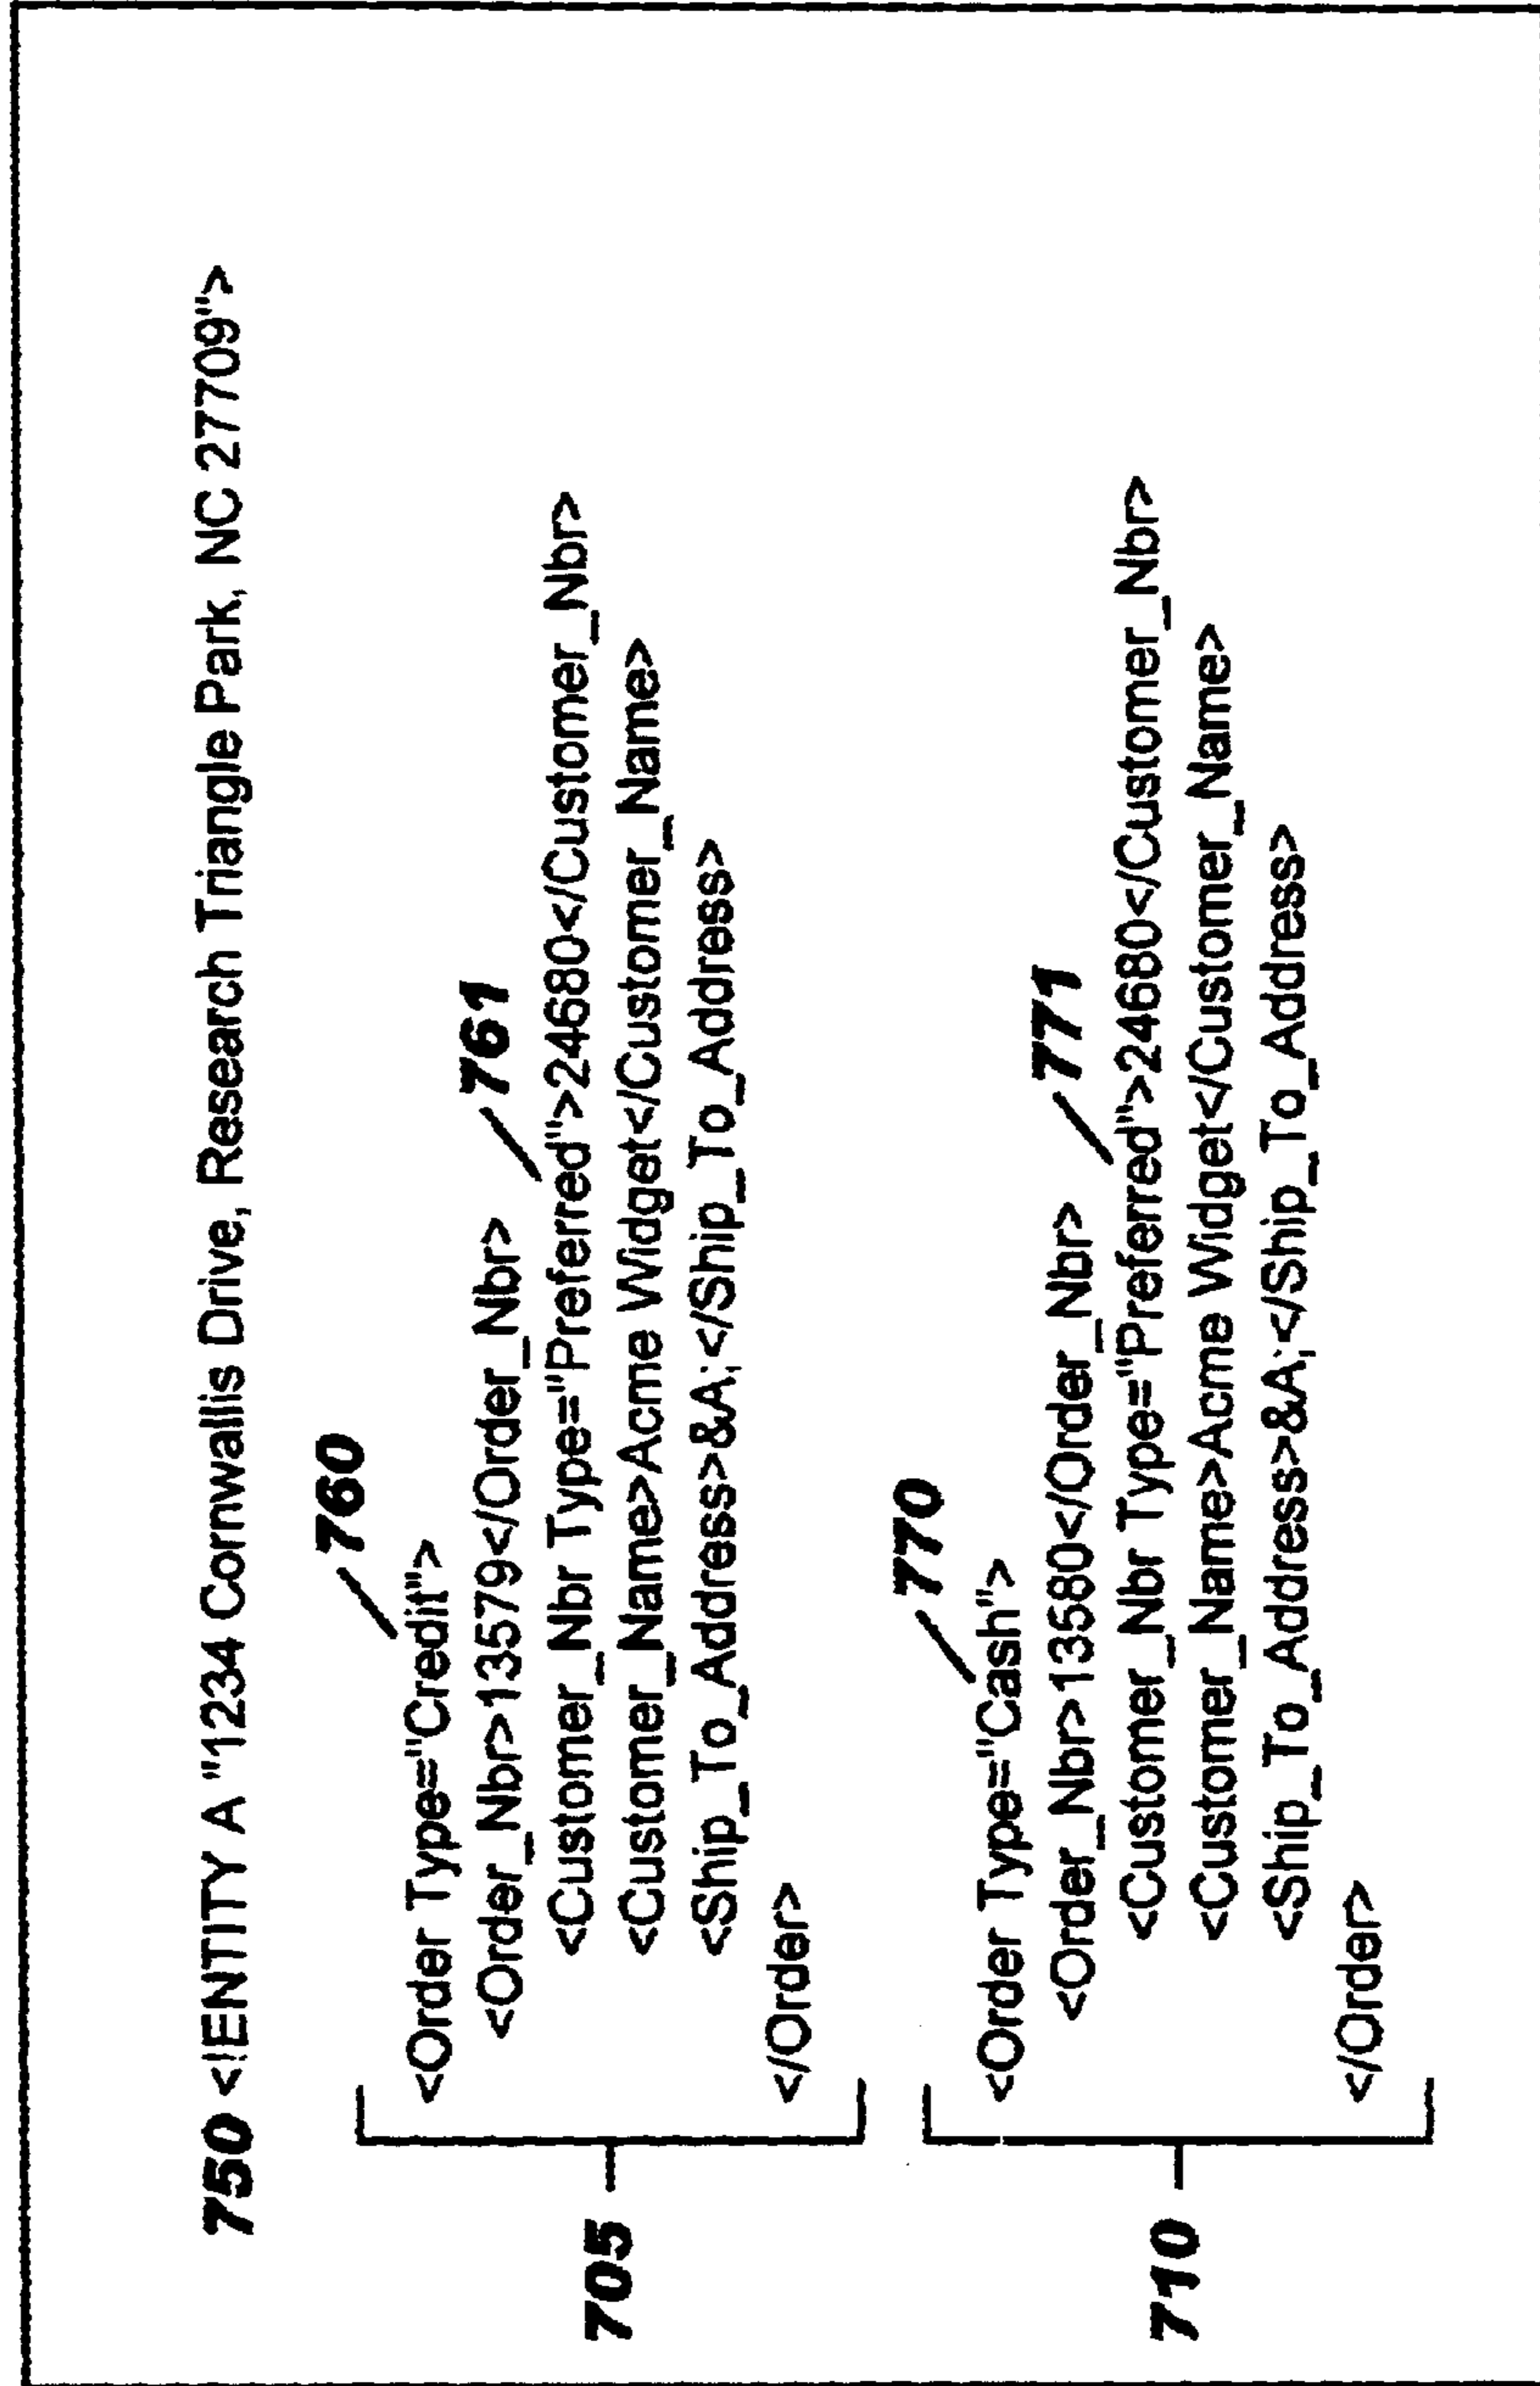 750 <!ENTITY A "1234 Cornwallis Drive, Research Triangle Park, NC 27709">
760
<Order Type="Credit">
<Order_Nbr>13579</Order_Nbr>
761
<Customer_Nbr Type="Preferred">24680</Customer_Nbr>
<Customer_Name>Acme Widget</Customer_Name>
<Ship_To_Address>&A;</Ship_To_Address>
</Order>
705
770
<Order Type="Cash">
<Order_Nbr>13580</Order_Nbr>
771
<Customer_Nbr Type="Preferred">24680</Customer_Nbr>
<Customer_Name>Acme Widget</Customer_Name>
<Ship_To_Address>&A;</Ship_To_Address>
</Order>
710